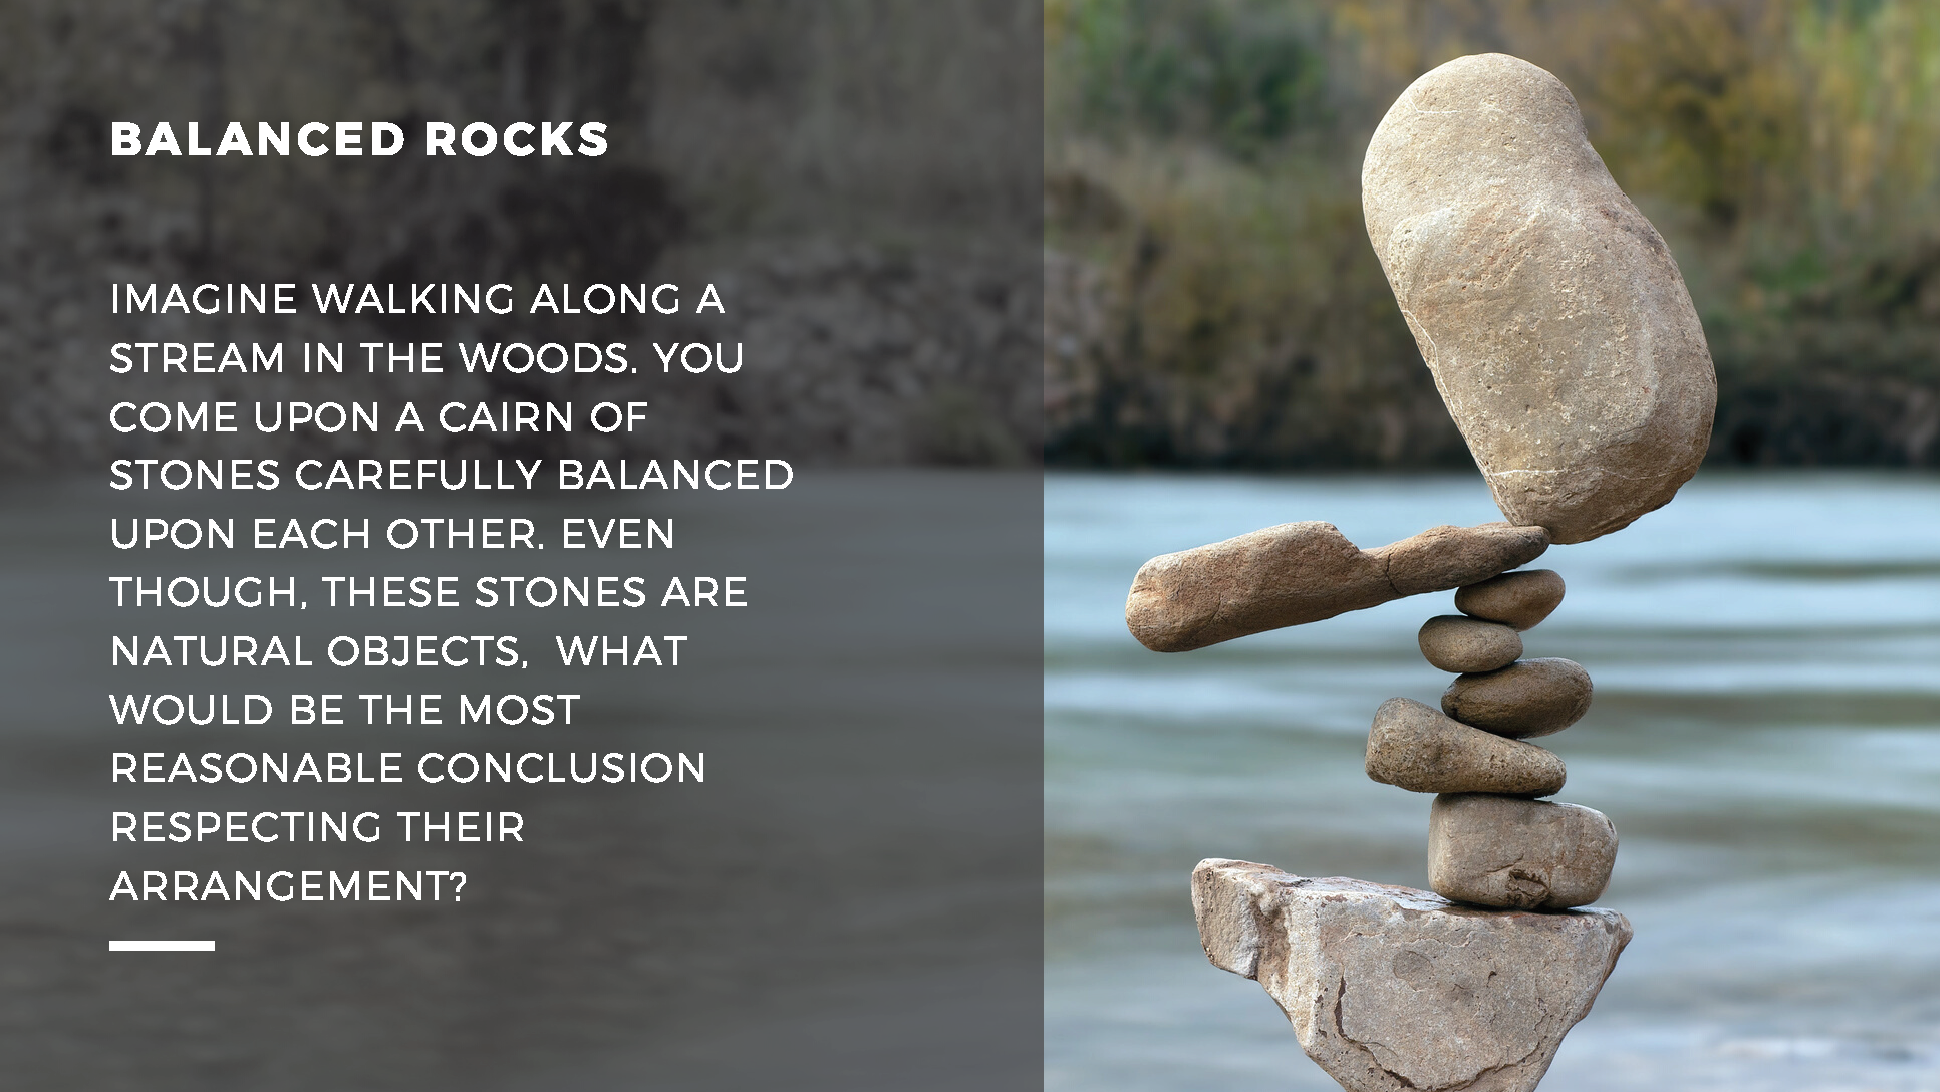 BALANCED ROCKS
IMAGINE WALKING ALONG A
STREAM IN THE WOODS. YOU
COME UPON A CAIRN OF
STONES CAREFULLY BALANCED
UPON EACH OTHER. EVEN
THOUGH, THESE STONES ARE
NATURAL OBJECTS,  WHAT
WOULD BE THE MOST
REASONABLE CONCLUSION
RESPECTING THEIR
ARRANGEMENT?